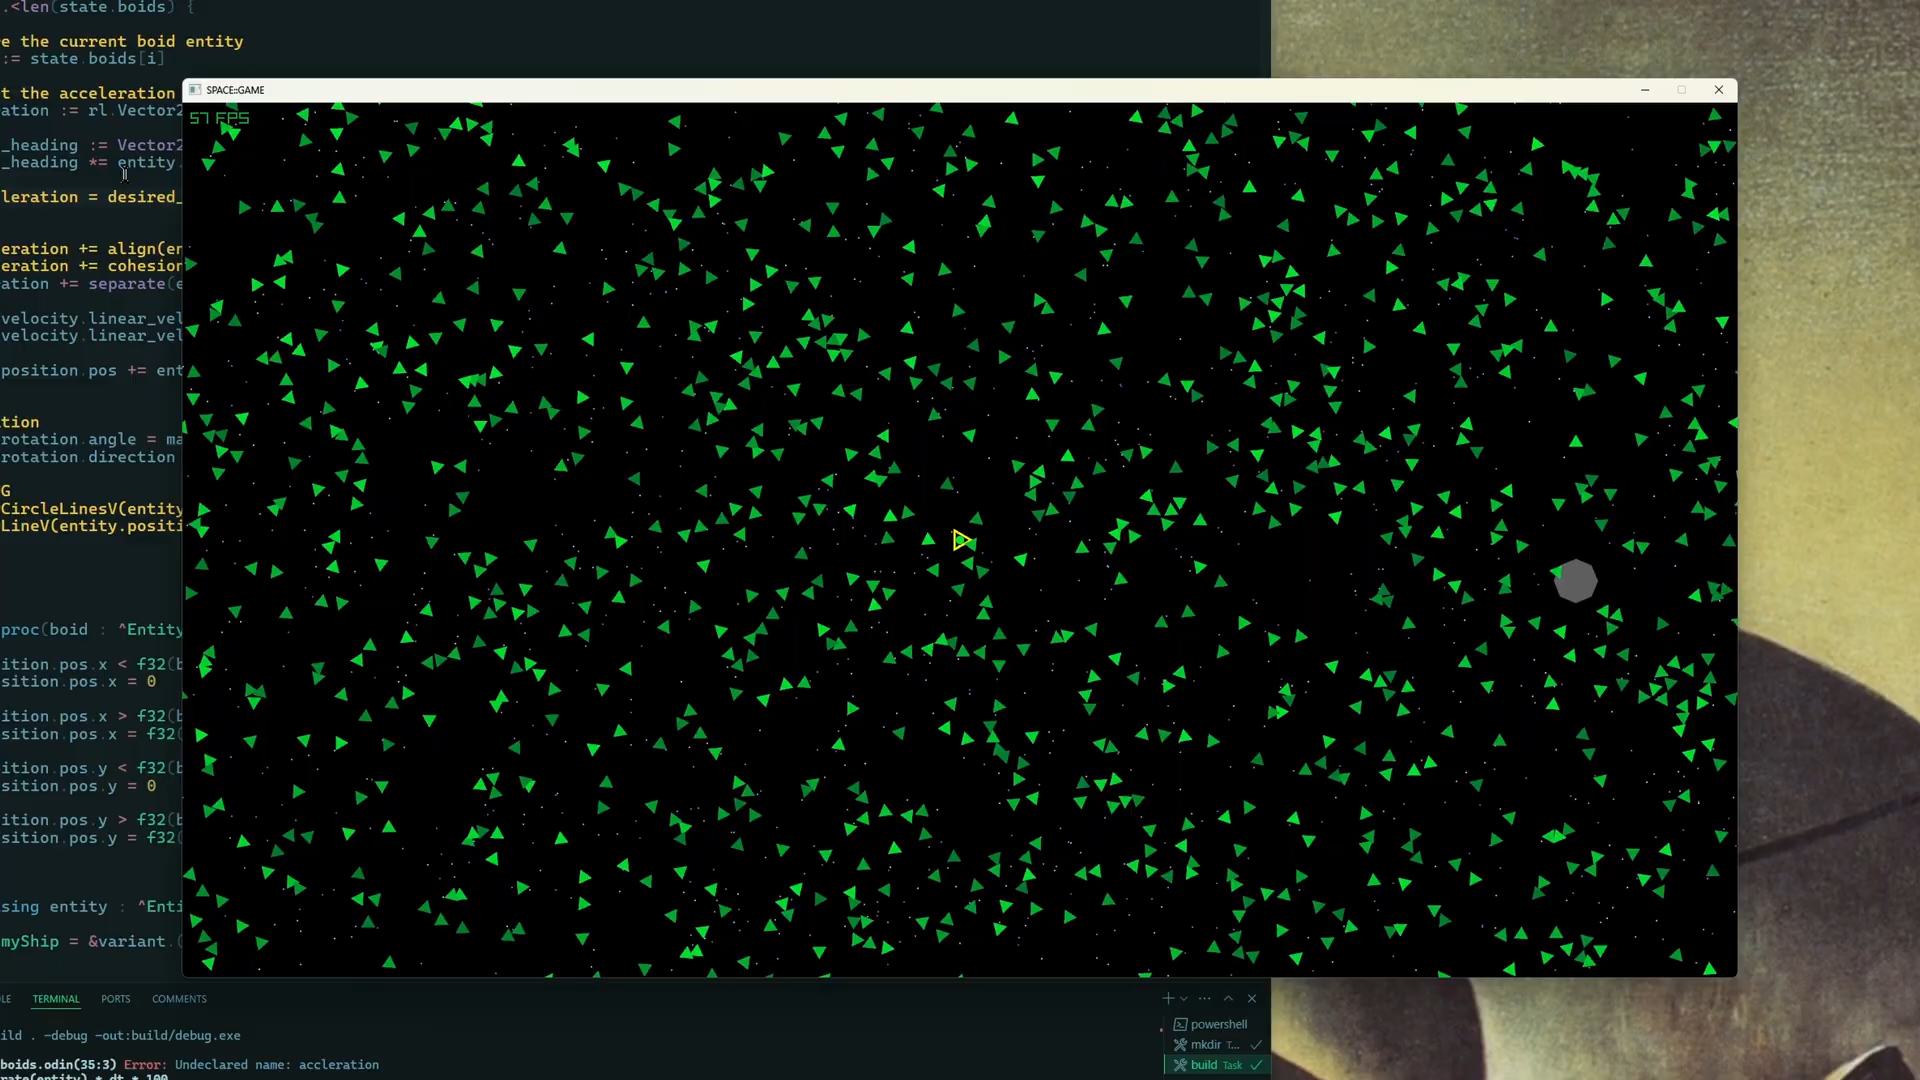 .<len(state.boids) {
e the current boid entity
:= state.boids[i]
t the acceleration
ation := rl.Vector2
_heading := Vector2
_heading *= entity.
leration = desired_
eration += align(en
eration += cohesion
ation += separate(e
velocity.linear_vel
velocity.linear_vel
position.pos += ent
tion
rotation.angle = ma
rotation.direction
G
CircleLinesV(entity
LineV(entity.positi
proc(boid : ^Entity
ition.pos.x < f32(b
sition.pos.x = 0
ition.pos.x > f32(b
sition.pos.x = f32(
ition.pos.y < f32(b
sition.pos.y = 0
ition.pos.y > f32(b
sition.pos.y = f32(
sing entity : ^Enti
myShip = &variant.(
SPACE::GAME
57 FPS
LE TERMINAL PORTS COMMENTS
ild . -debug -out:build/debug.exe
boids.odin(35:3) Error: Undeclared name: accleration
rate(entity) * dt * 100
powershell
mkdir T...
build Task